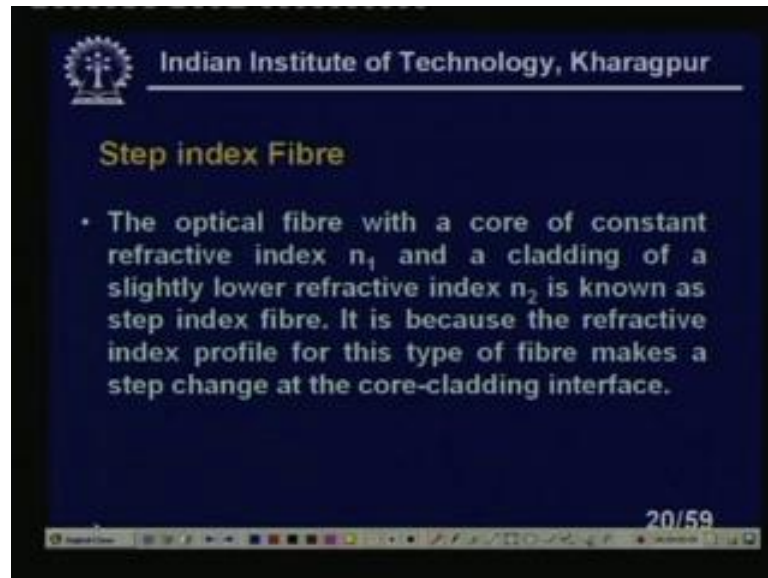 Indian Institute of Technology, Kharagpur
Step index Fibre
• The optical fibre with a core of constant
refractive index n₁ and a cladding of a
slightly lower refractive index n₂ is known as
step index fibre. It is because the refractive
index profile for this type of fibre makes a
step change at the core-cladding interface.
20/59